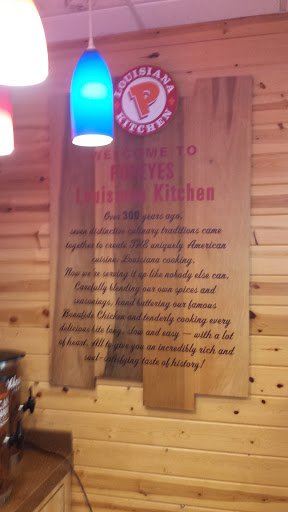 LOUISIANA
P
KITCHEN
WELCOME TO
POPEYES
Louisiana Kitchen
Over 300 years ago,
seven distinctive culinary traditions came
together to create THE uniquely American
cuisine: Louisiana cooking.
Now we're serving it up like nobody else can.
Carefully blending our own spices and
seasonings, hand battering our famous
Bonafide Chicken and tenderly cooking every
delicious bite long, slow and easy — with a lot
of heart. All to give you an incredibly rich and
soul-satisfying taste of history!